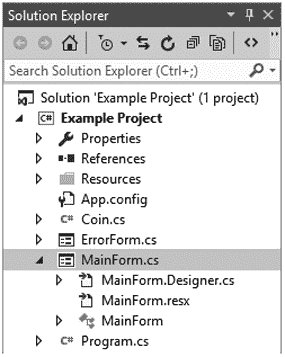 Solution Explorer
Search Solution Explorer (Ctrl+;)
Solution 'Example Project' (1 project)
C# Example Project
Properties
References
Resources
App.config
C# Coin.cs
ErrorForm.cs
MainForm.cs
MainForm.Designer.cs
MainForm.resx
MainForm
C# Program.cs